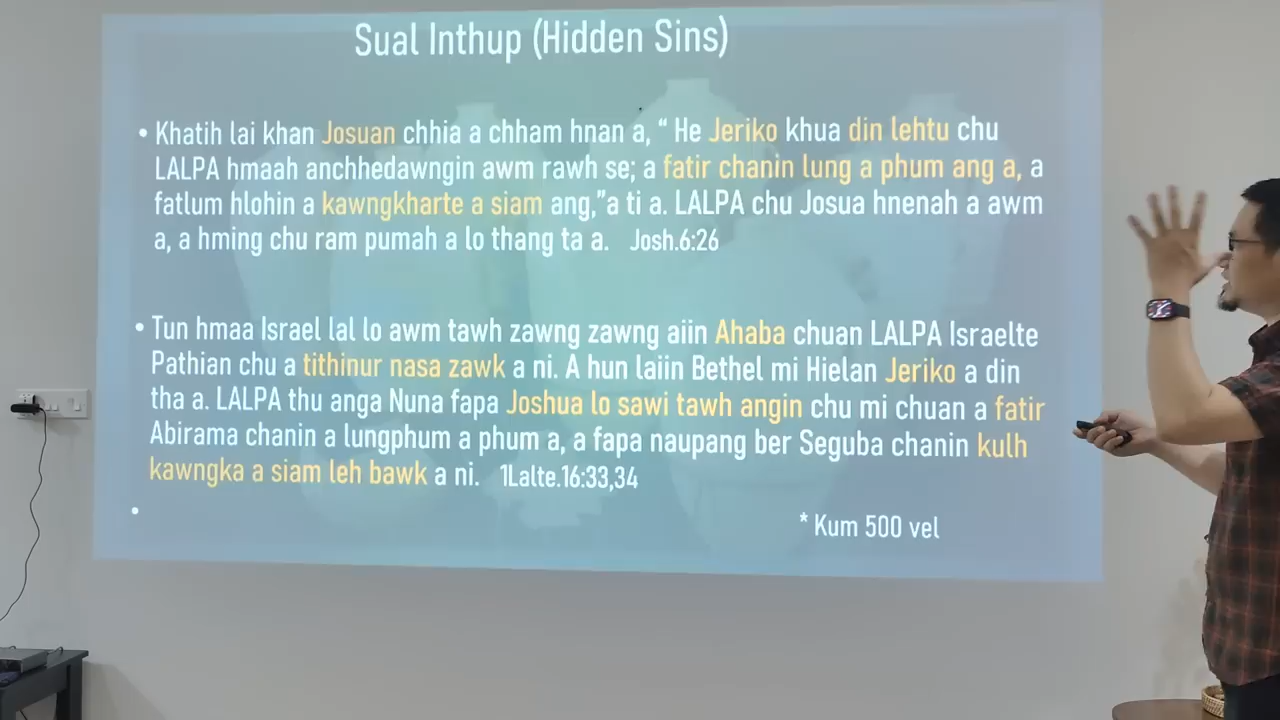 Sual Inthup (Hidden Sins)
• Khatih lai khan Josuan chhia a chham hnan a, “ He Jeriko khua din lehtu chu
LALPA hmaah anchhedawngin awm rawh se; a fatir chanin lung a phum ang a, a
fatlum hlohin a kawngkharte a siam ang,”a ti a. LALPA chu Josua hnenah a awm
a, a hming chu ram pumah a lo thang ta a. Josh.6:26
• Tun hmaa Israel lal lo awm tawh zawng zawng aiin Ahaba chuan LALPA Israelte
Pathian chu a tithinur nasa zawk a ni. A hun laiin Bethel mi Hielan Jeriko a din
tha a. LALPA thu anga Nuna fapa Joshua lo sawi tawh angin chu mi chuan a fatir
Abirama chanin a lungphum a phum a, a fapa naupang ber Seguba chanin kulh
kawngka a siam leh bawk a ni. 1Lalte.16:33,34
•
* Kum 500 vel